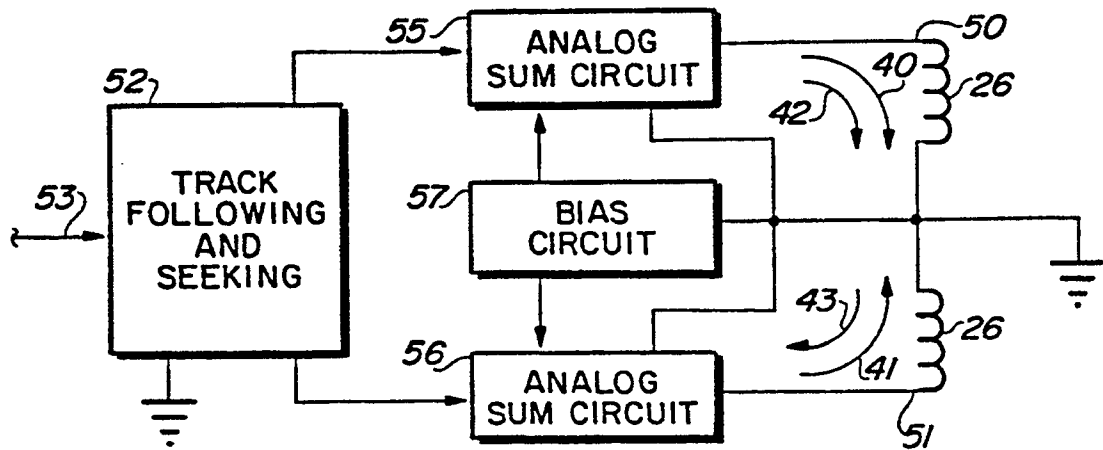 55
ANALOG
SUM CIRCUIT
50
40
42
26
52
TRACK
FOLLOWING
AND
SEEKING
53
57
BIAS
CIRCUIT
43
41
26
56
ANALOG
SUM CIRCUIT
51